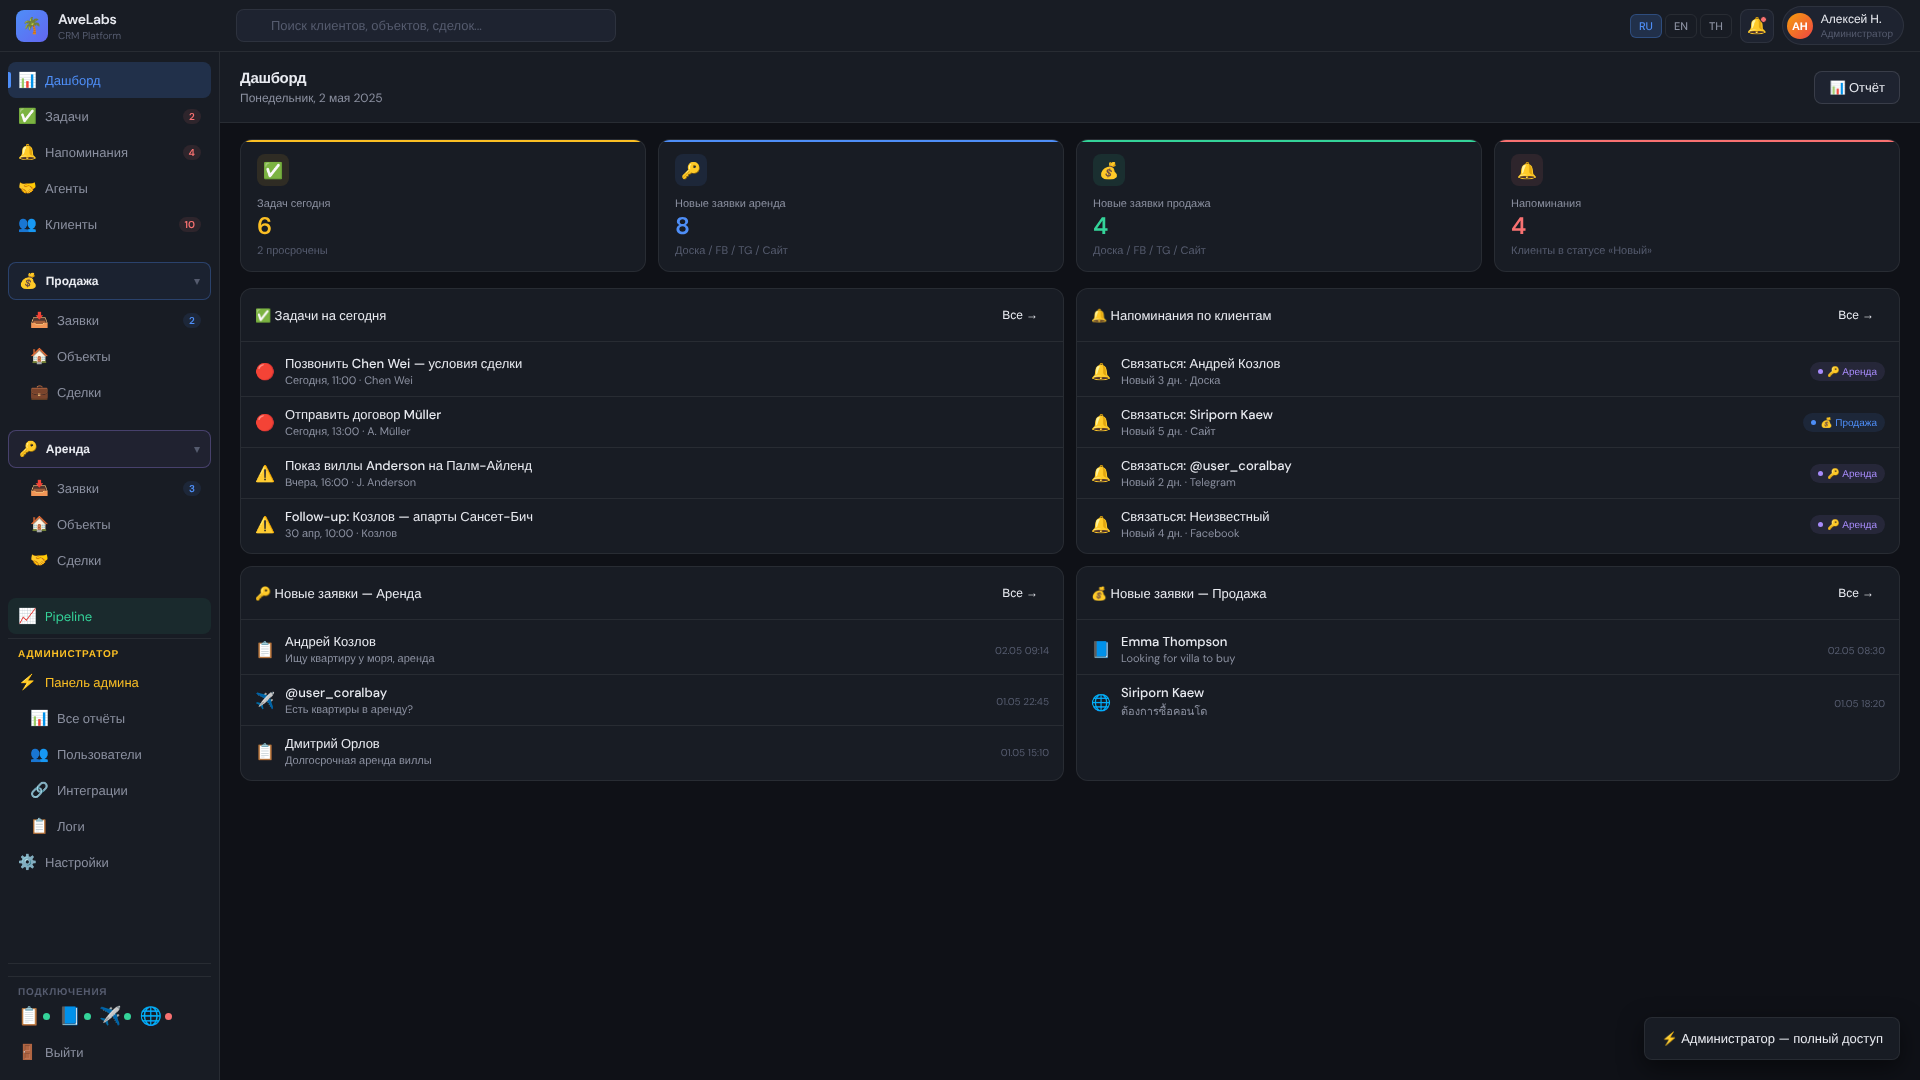 AweLabs
CRM Platform
Поиск клиентов, объектов, сделок...
RU
EN
TH
АН
Алексей Н.
Администратор
Дашборд
Задачи
2
Напоминания
4
Агенты
Клиенты
10
Продажа
Заявки
2
Объекты
Сделки
Аренда
Заявки
3
Объекты
Сделки
Pipeline
АДМИНИСТРАТОР
Панель админа
Все отчёты
Пользователи
Интеграции
Логи
Настройки
ПОДКЛЮЧЕНИЯ
Выйти
Дашборд
Понедельник, 2 мая 2025
Отчёт
Задач сегодня
6
2 просрочены
Новые заявки аренда
8
Доска / FB / TG / Сайт
Новые заявки продажа
4
Доска / FB / TG / Сайт
Напоминания
4
Клиенты в статусе «Новый»
Задачи на сегодня
Все →
Позвонить Chen Wei — условия сделки
Сегодня, 11:00 · Chen Wei
Отправить договор Müller
Сегодня, 13:00 · A. Müller
Показ виллы Anderson на Палм-Айленд
Вчера, 16:00 · J. Anderson
Follow-up: Козлов — апарты Сансет-Бич
30 апр, 10:00 · Козлов
Напоминания по клиентам
Все →
Связаться: Андрей Козлов
Новый 3 дн. · Доска
Аренда
Связаться: Siriporn Kaew
Новый 5 дн. · Сайт
Продажа
Связаться: @user_coralbay
Новый 2 дн. · Telegram
Аренда
Связаться: Неизвестный
Новый 4 дн. · Facebook
Аренда
Новые заявки — Аренда
Все →
Андрей Козлов
Ищу квартиру у моря, аренда
02.05 09:14
@user_coralbay
Есть квартиры в аренду?
01.05 22:45
Дмитрий Орлов
Долгосрочная аренда виллы
01.05 15:10
Новые заявки — Продажа
Все →
Emma Thompson
Looking for villa to buy
02.05 08:30
Siriporn Kaew
ต้องการซื้อคอนโด
01.05 18:20
Администратор — полный доступ